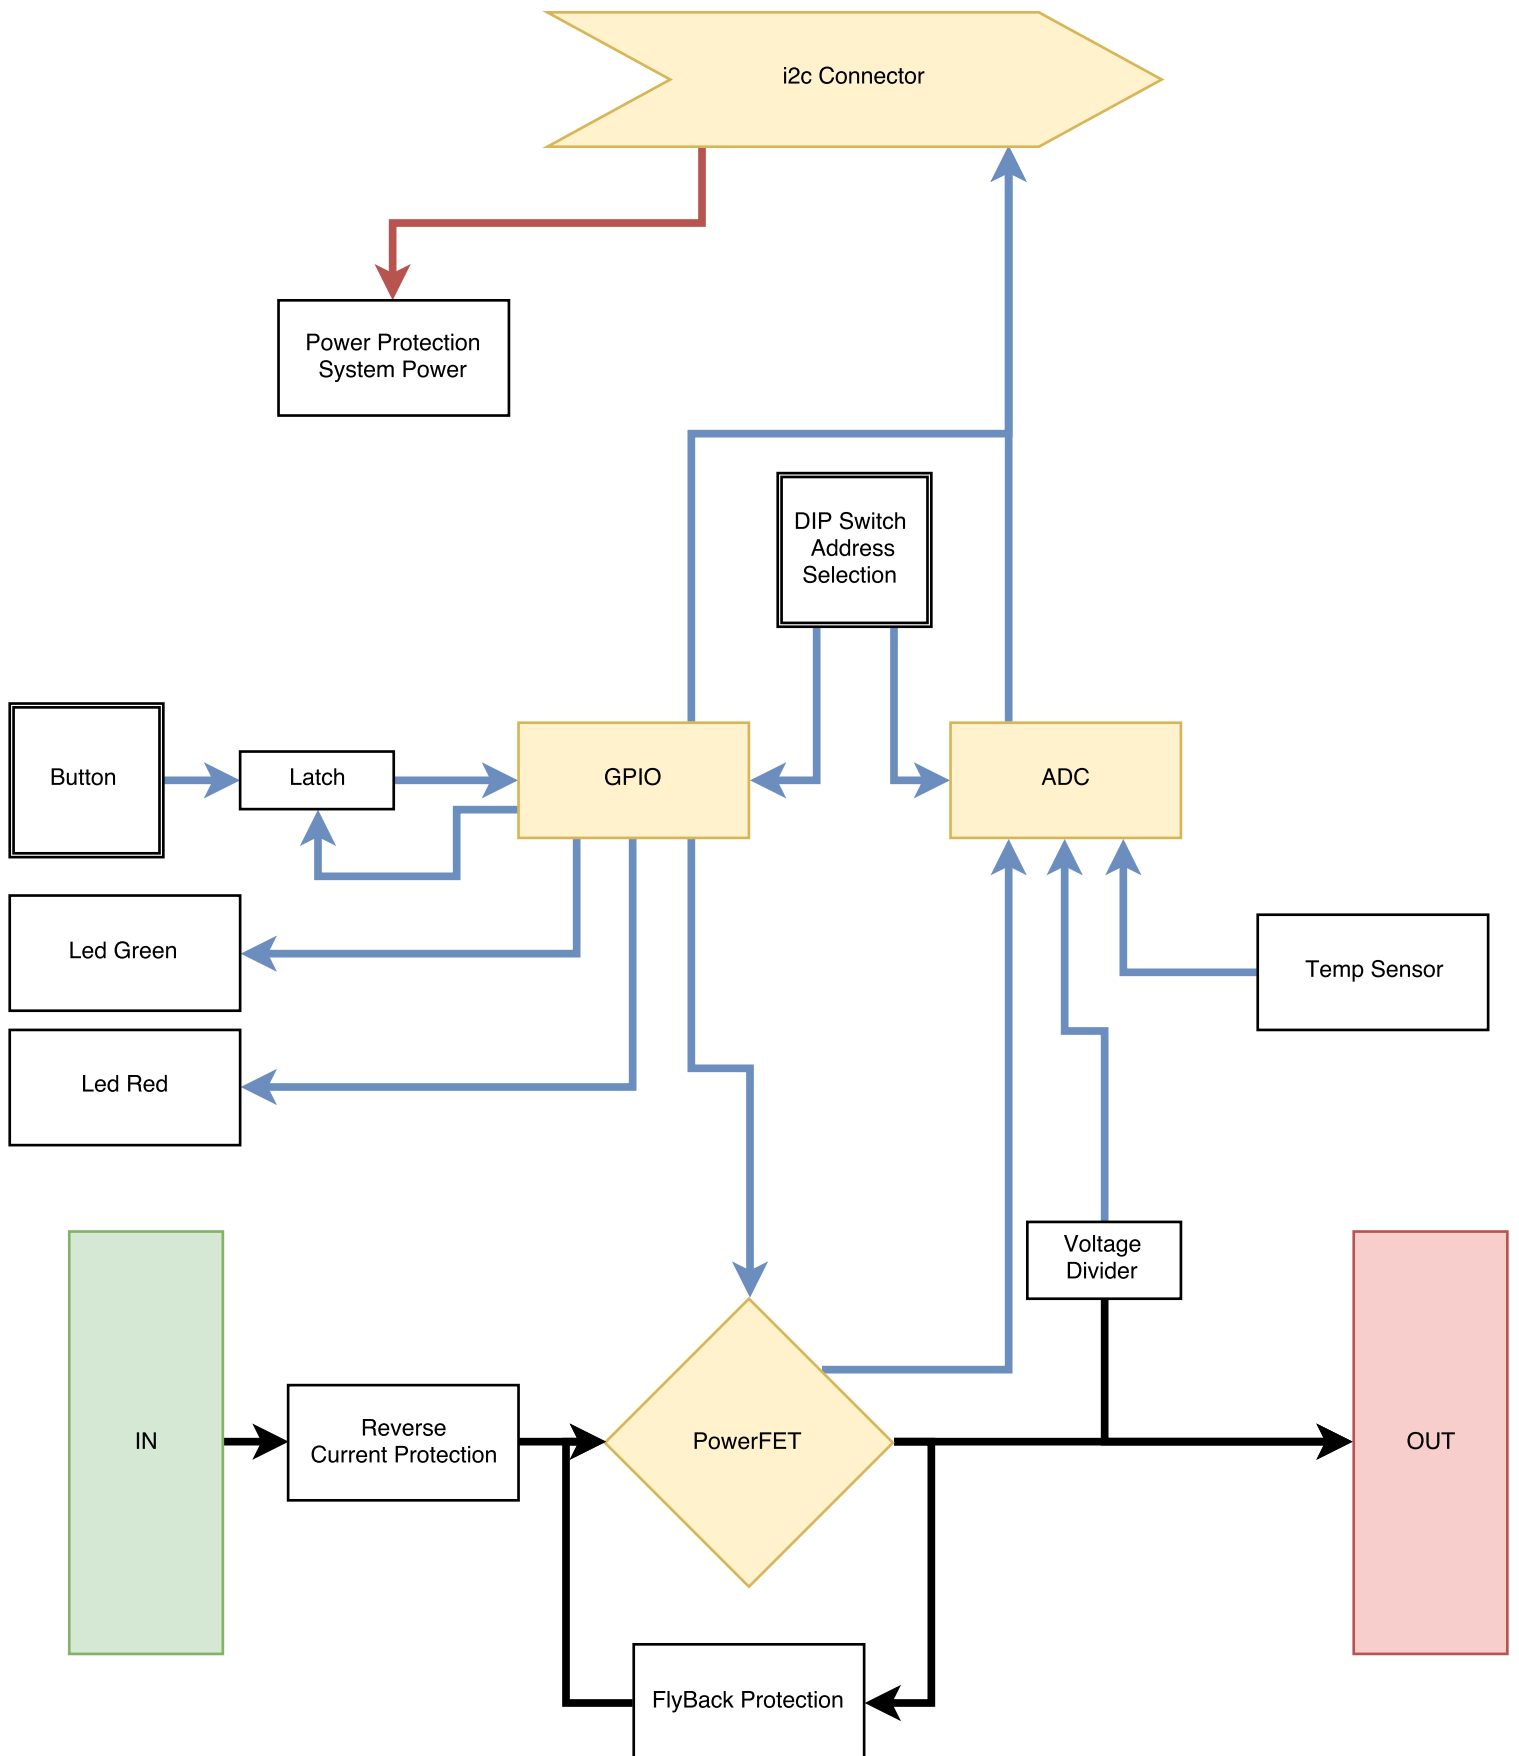 i2c Connector
Power Protection
System Power
DIP Switch
Address
Selection
Button
Latch
GPIO
ADC
Led Green
Temp Sensor
Led Red
Voltage
Divider
IN
Reverse
Current Protection
PowerFET
OUT
FlyBack Protection